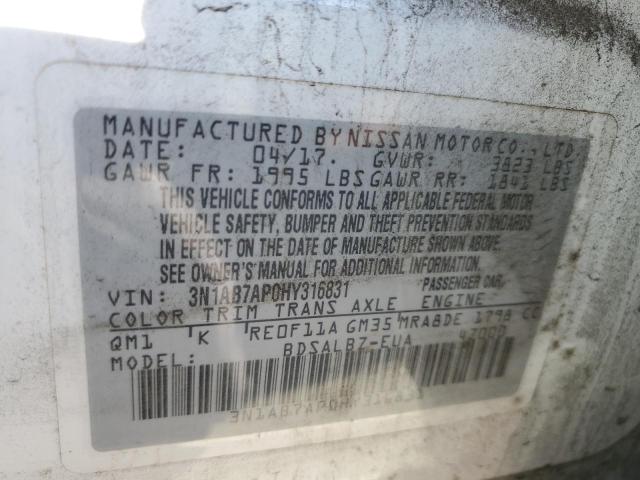 MANUFACTURED BY NISSAN MOTOR CO., LTD
DATE: 04/17. GVWR: 3823 LBS
GAWR FR: 1995 LBS GAWR RR: 1841 LBS
THIS VEHICLE CONFORMS TO ALL APPLICABLE FEDERAL MOTOR
VEHICLE SAFETY, BUMPER AND THEFT PREVENTION STANDARDS
IN EFFECT ON THE DATE OF MANUFACTURE SHOWN ABOVE.
SEE OWNER'S MANUAL FOR ADDITIONAL INFORMATION.
VIN: 3N1AB7AP0HY316831 PASSENGER CAR
COLOR TRIM TRANS AXLE ENGINE
QM1 K RE0F11A GM35 MRA8DE 1798 CC
MODEL: BDSALBZ-EUA
3N1AB7AP0HY316831